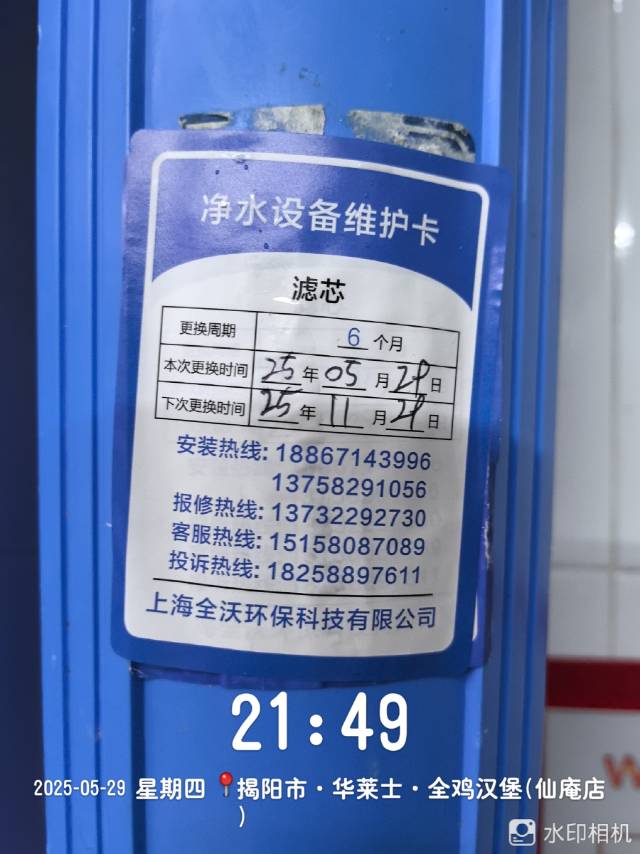 净水设备维护卡
滤芯
更换周期 6 个月
本次更换时间 25 年 05 月 29 日
下次更换时间 25 年 11 月 29 日
安装热线: 18867143996
13758291056
报修热线: 13732292730
客服热线: 15158087089
投诉热线: 18258897611
上海全沃环保科技有限公司
21:49
2025-05-29 星期四 📍揭阳市·华莱士·全鸡汉堡(仙庵店
)
水印相机